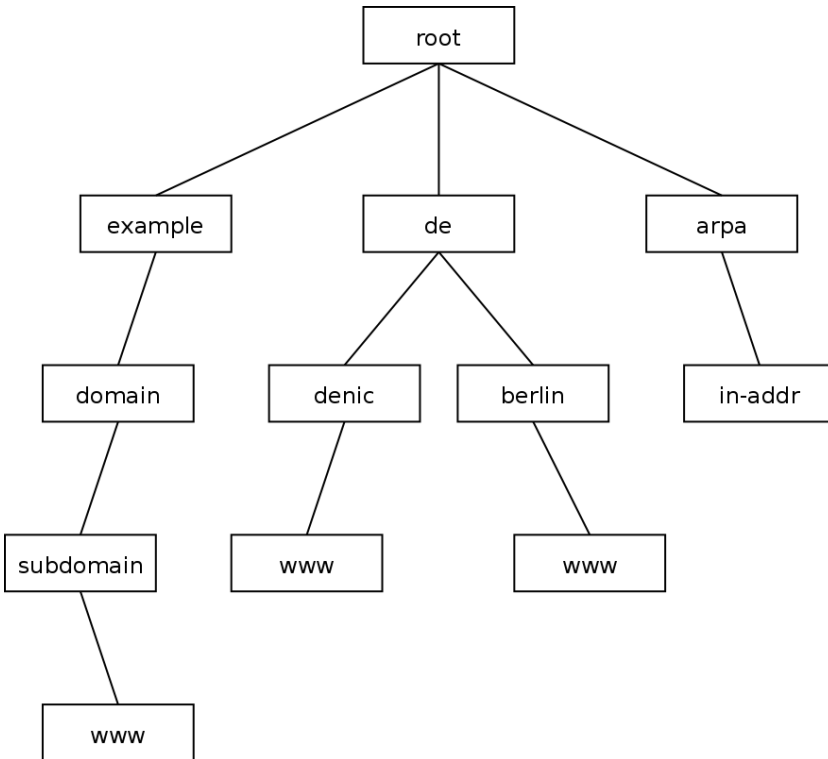 root
example
de
arpa
domain
denic
berlin
in-addr
subdomain
www
www
www